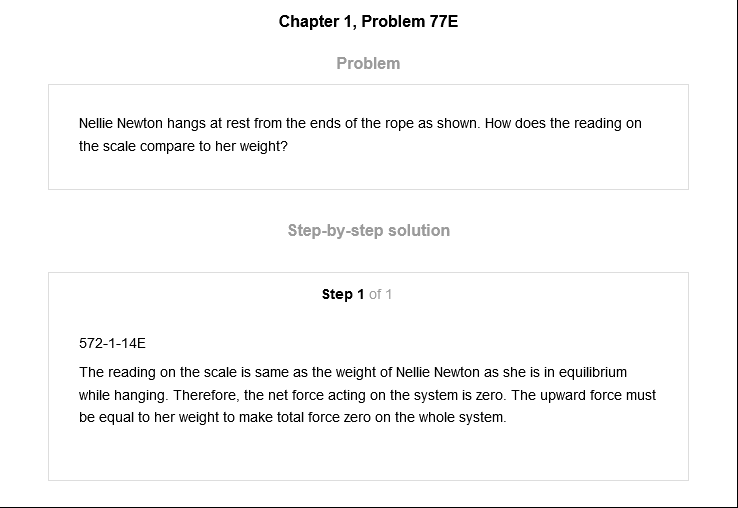 Chapter 1, Problem 77E
Problem
Nellie Newton hangs at rest from the ends of the rope as shown. How does the reading on
the scale compare to her weight?
Step-by-step solution
Step 1 of 1
572-1-14E
The reading on the scale is same as the weight of Nellie Newton as she is in equilibrium
while hanging. Therefore, the net force acting on the system is zero. The upward force must
be equal to her weight to make total force zero on the whole system.